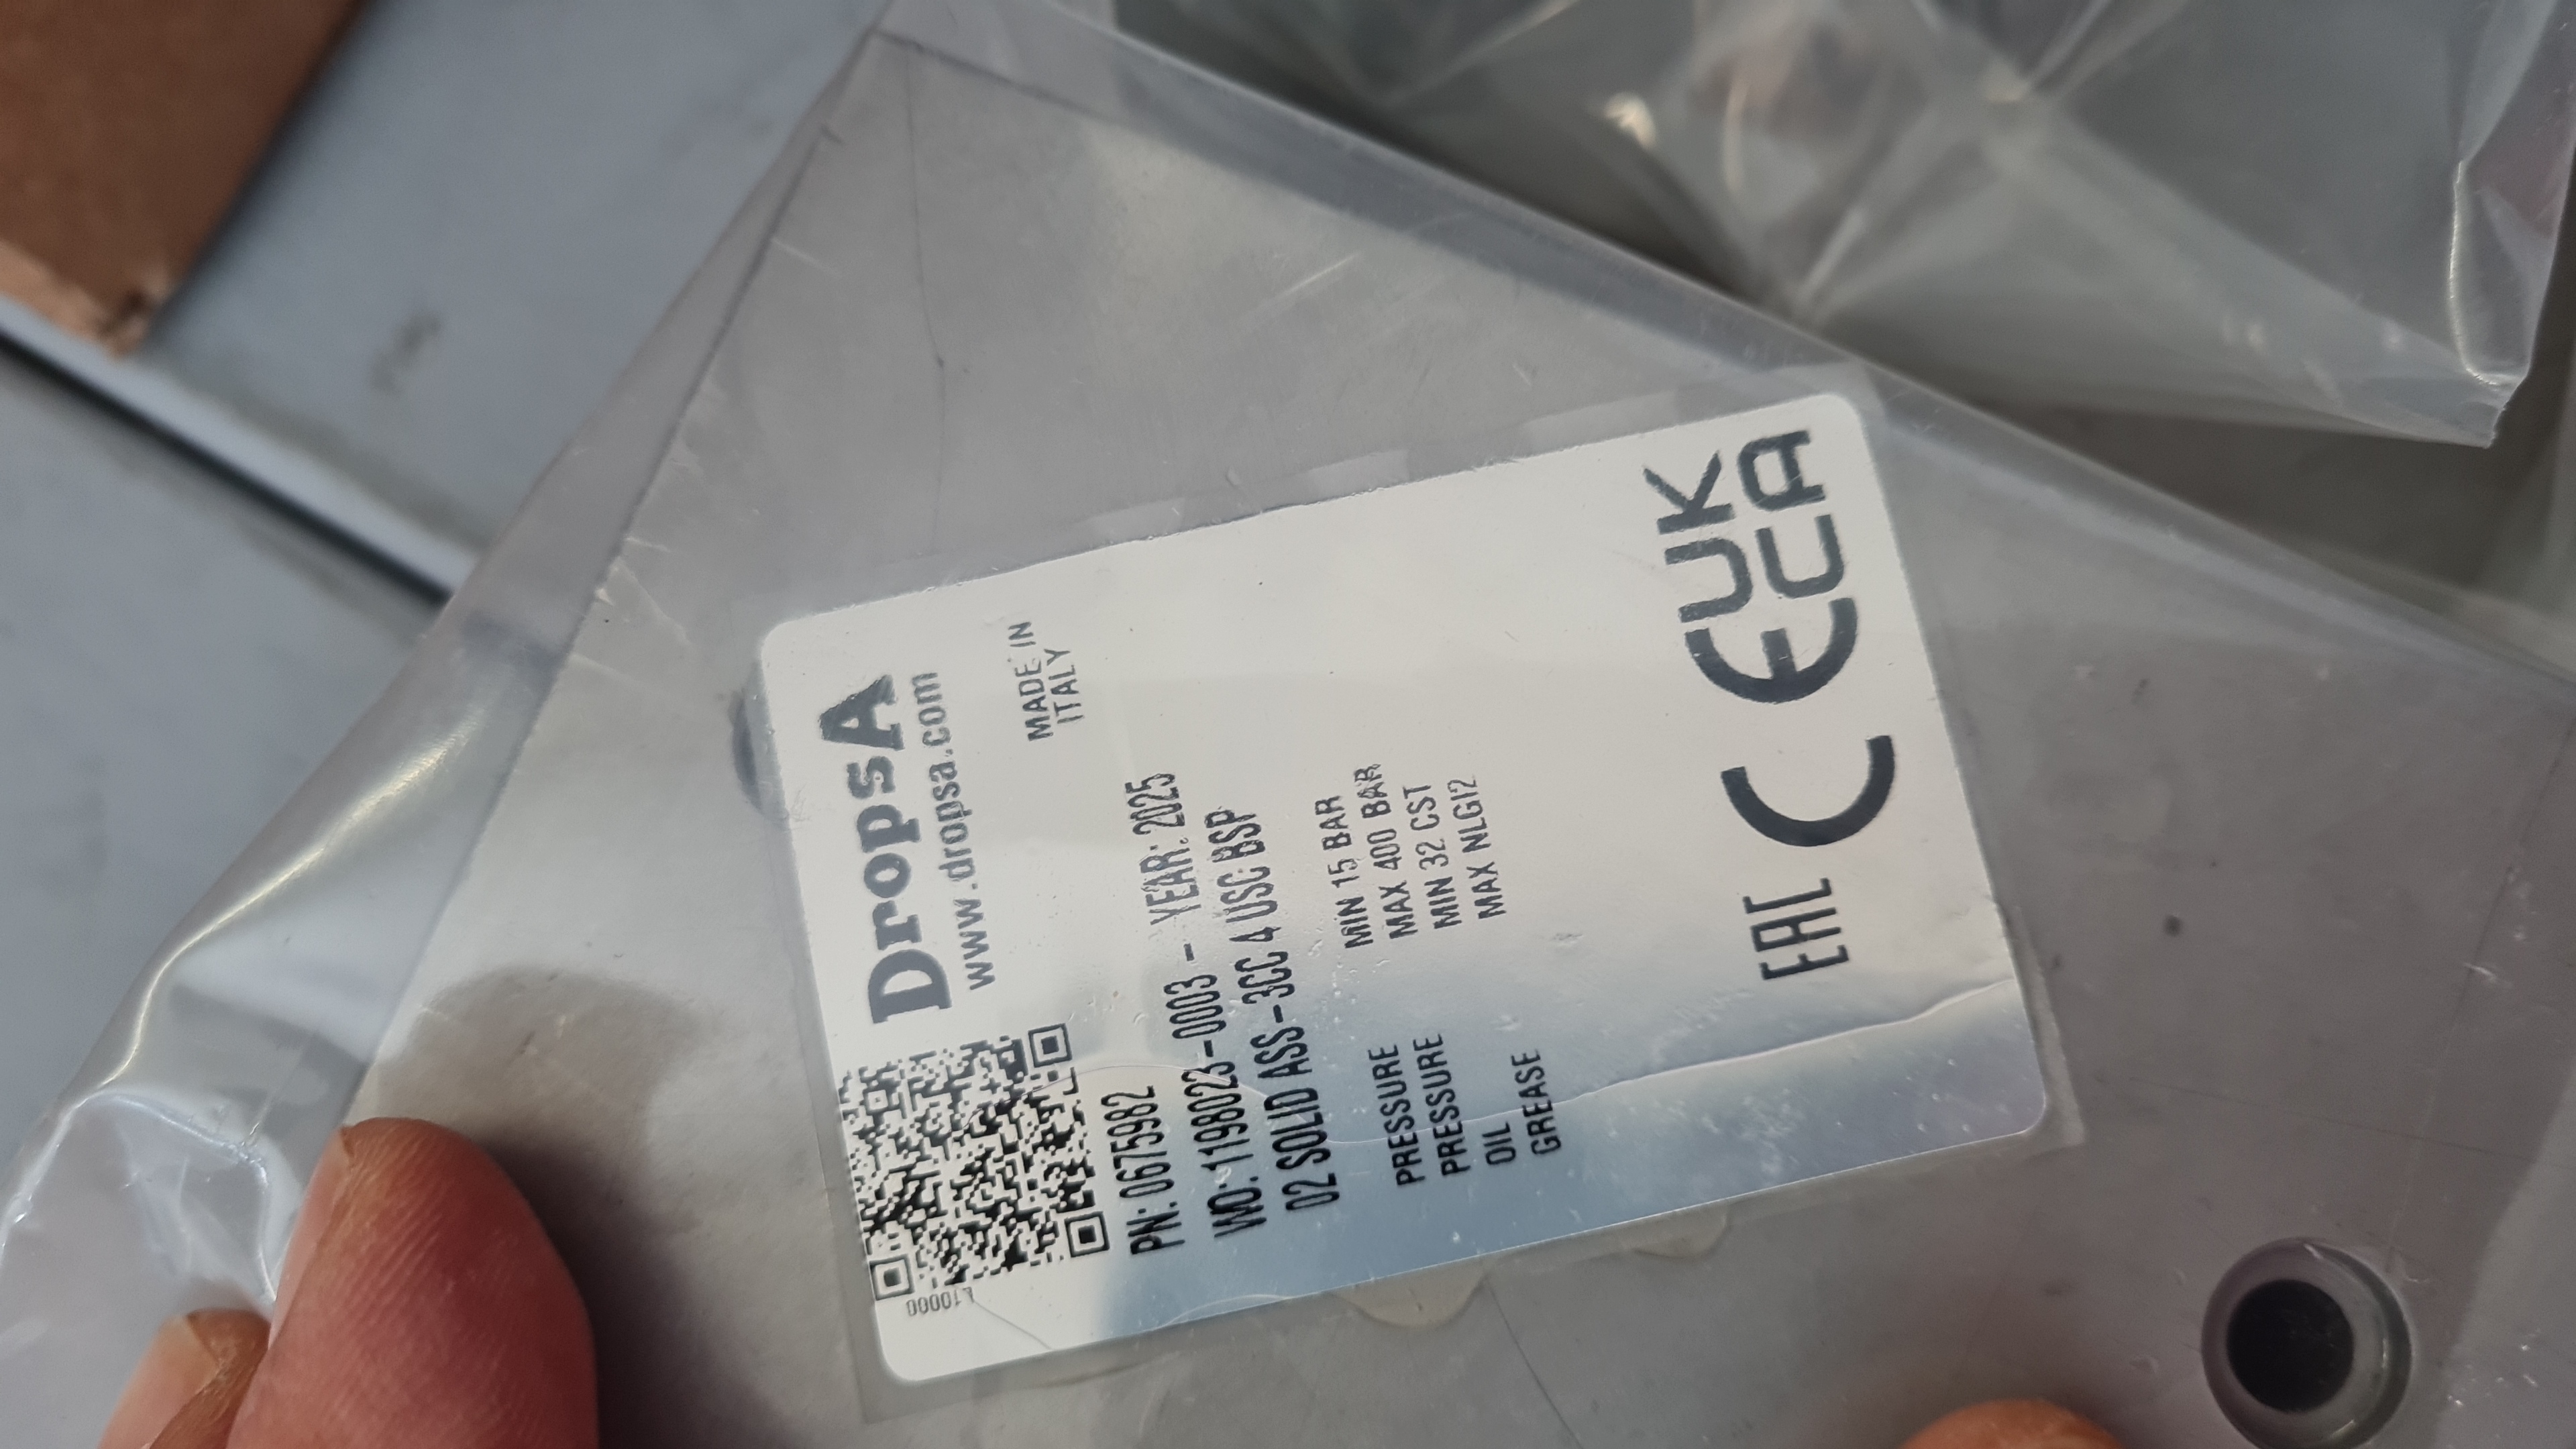 DropsA
www.dropsa.com
MADE IN
ITALY
PN: 0675982
WO: 1198023-0003 - YEAR: 2025
02 SOLID ASS-3CC 4 USC BSP
PRESSURE MIN 15 BAR
PRESSURE MAX 400 BAR
OIL MIN 32 CST
GREASE MAX NLGI2
EAC CE UK
CA